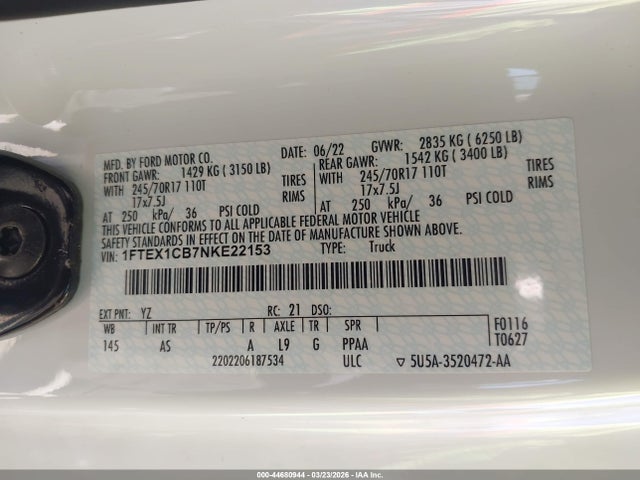 MFD. BY FORD MOTOR CO.
DATE: 06/22 GVWR: 2835 KG ( 6250 LB)
FRONT GAWR: 1429 KG ( 3150 LB) REAR GAWR: 1542 KG ( 3400 LB)
WITH 245/70R17 110T TIRES WITH 245/70R17 110T TIRES
17x7.5J RIMS 17x7.5J RIMS
AT 250 kPa/ 36 PSI COLD AT 250 kPa/ 36 PSI COLD
THIS VEHICLE CONFORMS TO ALL APPLICABLE FEDERAL MOTOR VEHICLE
SAFETY STANDARDS IN EFFECT ON THE DATE OF MANUFACTURE SHOWN ABOVE.
VIN: 1FTEX1CB7NKE22153 TYPE: Truck
EXT PNT: YZ RC: 21 DSO:
WB INT TR TP/PS R AXLE TR SPR F0116
145 AS A L9 G PPAA T0627
2202206187534 ULC ▽ 5U5A-3520472-AA
000-44680944 | 03/23/2026 - IAA Inc.